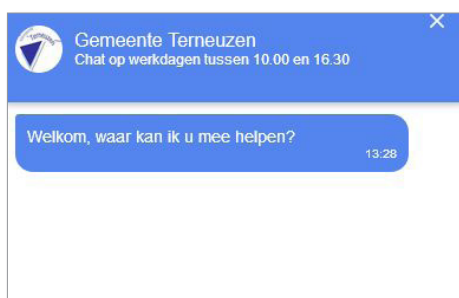 Terneuzen
Gemeente Terneuzen
Chat op werkdagen tussen 10.00 en 16.30
Welkom, waar kan ik u mee helpen?
13:28